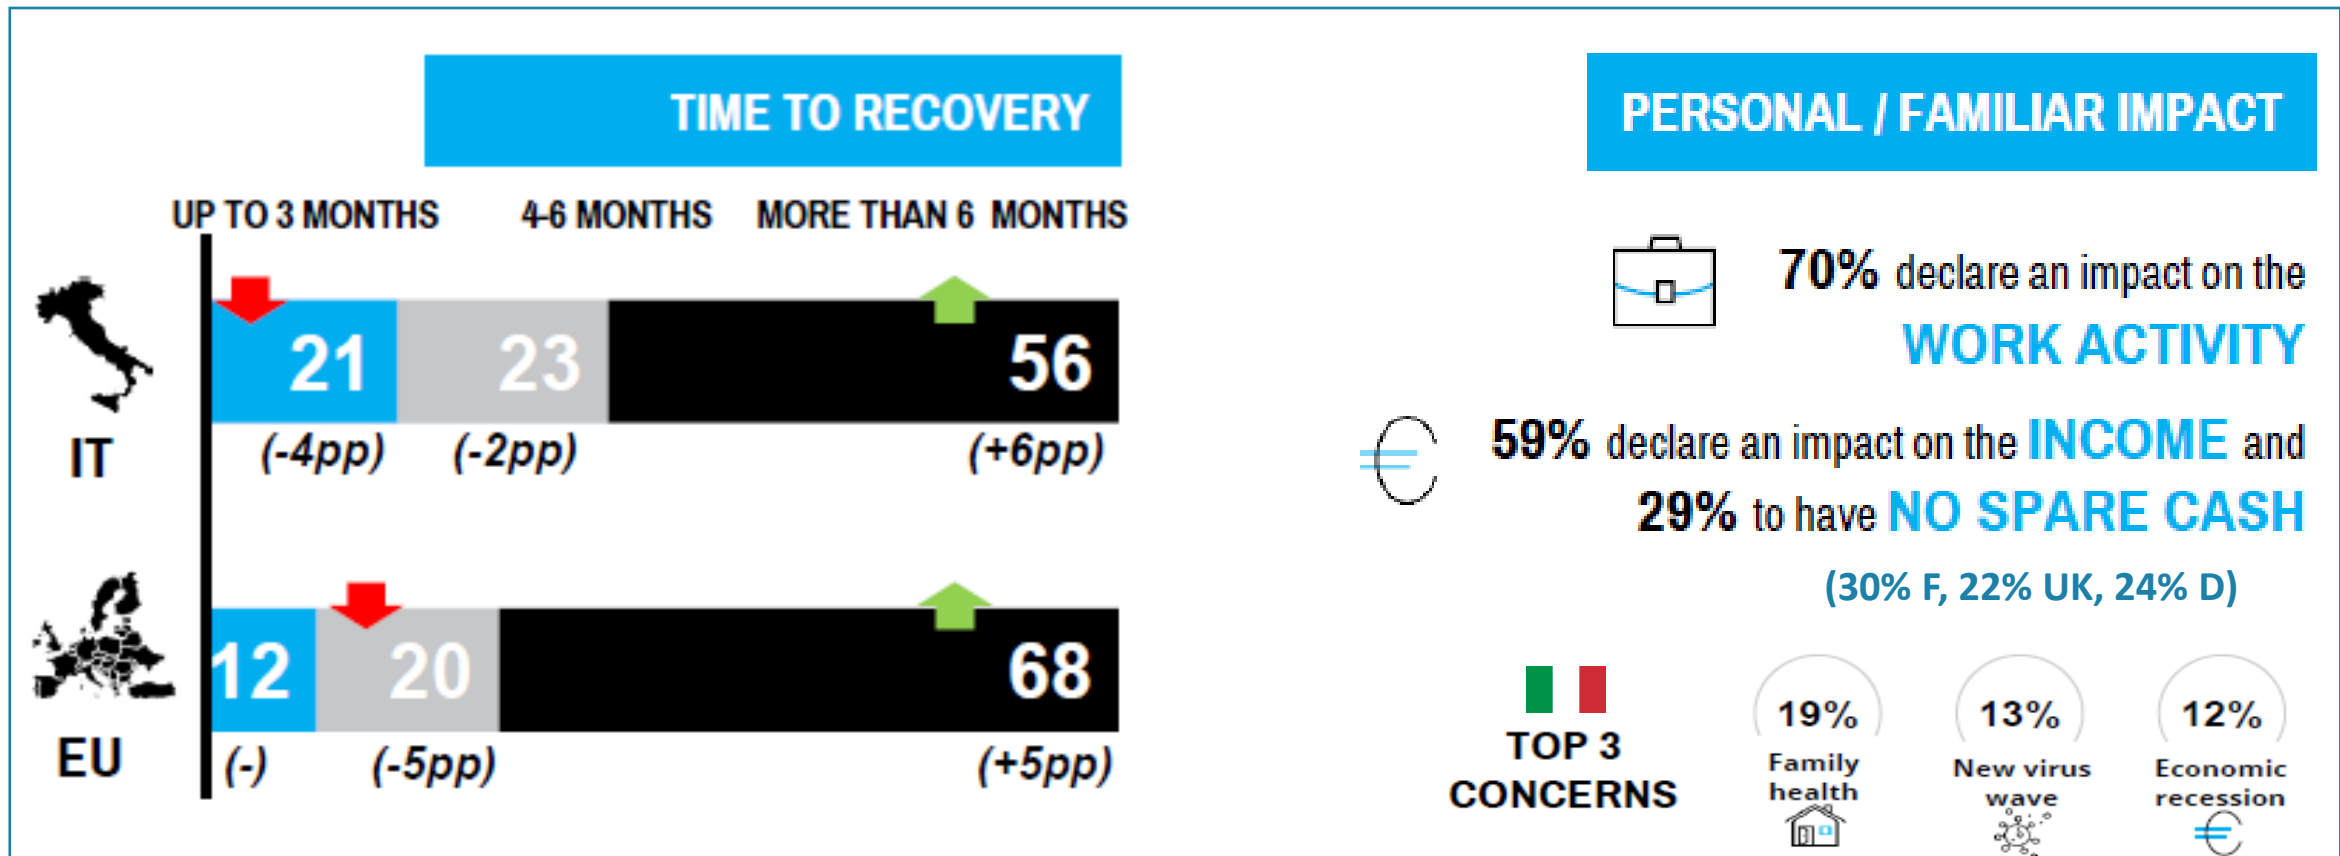 TIME TO RECOVERY
UP TO 3 MONTHS 4-6 MONTHS MORE THAN 6 MONTHS
IT
21 23 56
(-4pp) (-2pp) (+6pp)
EU
12 20 68
(-) (-5pp) (+5pp)
PERSONAL / FAMILIAR IMPACT
70% declare an impact on the
WORK ACTIVITY
59% declare an impact on the INCOME and
29% to have NO SPARE CASH
(30% F, 22% UK, 24% D)
TOP 3
CONCERNS
19%
Family
health
13%
New virus
wave
12%
Economic
recession